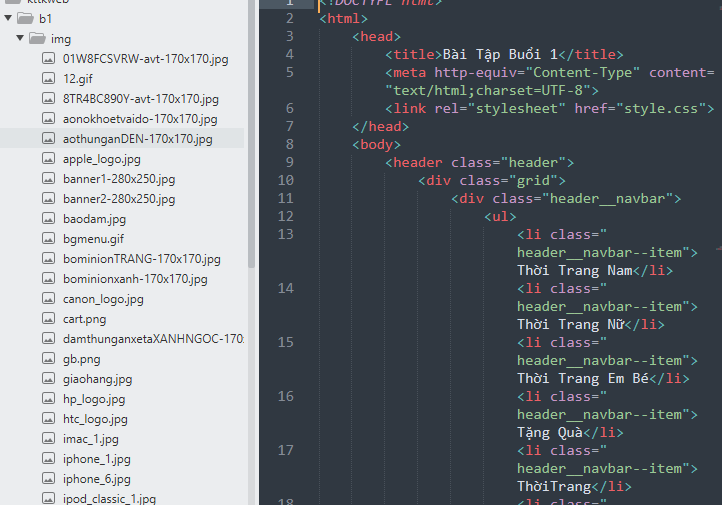 kttkweb
b1
img
01W8FCSVRW-avt-170x170.jpg
12.gif
8TR4BC890Y-avt-170x170.jpg
aonokhoetvaido-170x170.jpg
aothunganDEN-170x170.jpg
apple_logo.jpg
banner1-280x250.jpg
banner2-280x250.jpg
baodam.jpg
bgmenu.gif
bominionTRANG-170x170.jpg
bominionxanh-170x170.jpg
canon_logo.jpg
cart.png
damthunganxetaXANHNGOC-170x
gb.png
giaohang.jpg
hp_logo.jpg
htc_logo.jpg
imac_1.jpg
iphone_1.jpg
iphone_6.jpg
ipod_classic_1.jpg
1 <!DOCTYPE html>
2 <html>
3 <head>
4 <title>Bài Tập Buổi 1</title>
5 <meta http-equiv="Content-Type" content=
"text/html;charset=UTF-8">
6 <link rel="stylesheet" href="style.css">
7 </head>
8 <body>
9 <header class="header">
10 <div class="grid">
11 <div class="header__navbar">
12 <ul>
13 <li class="
header__navbar--item">
Thời Trang Nam</li>
14 <li class="
header__navbar--item">
Thời Trang Nữ</li>
15 <li class="
header__navbar--item">
Thời Trang Em Bé</li>
16 <li class="
header__navbar--item">
Tặng Quà</li>
17 <li class="
header__navbar--item">
ThờiTrang</li>
18 <li class="